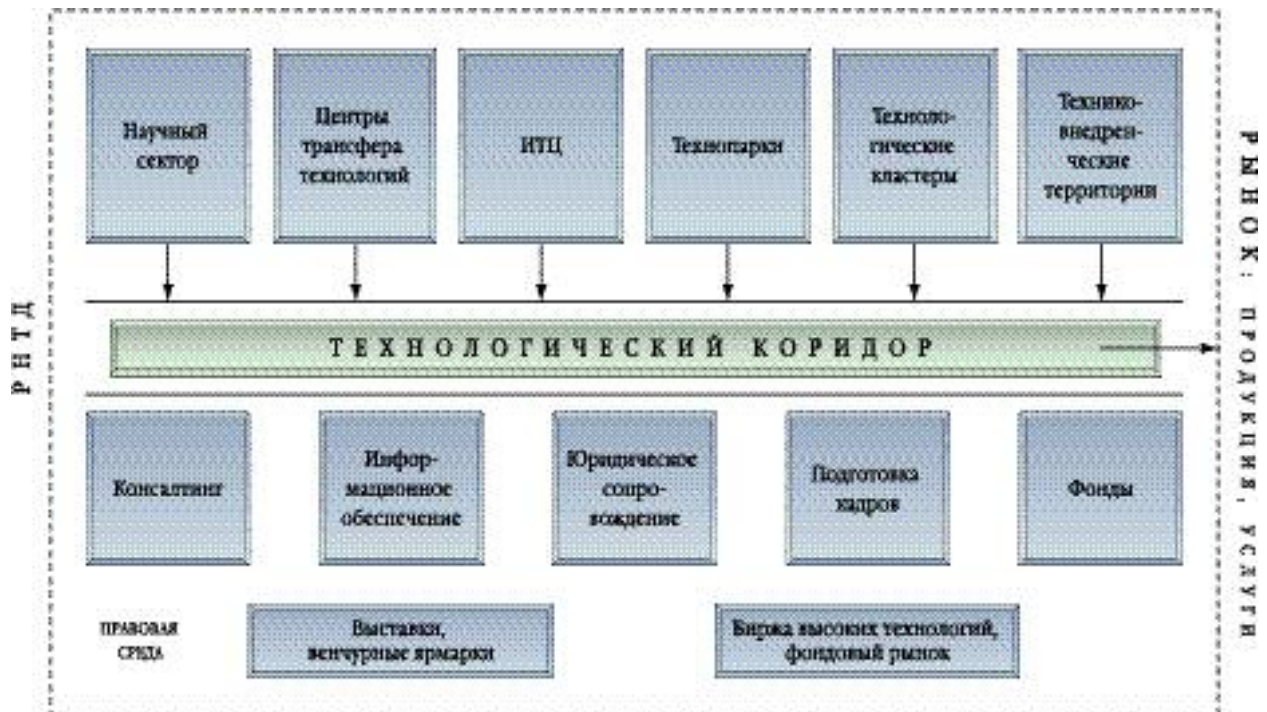 Научный
сектор
Центры
трансфера
технологий
ИТЦ
Технопарки
Техноло-
гические
кластеры
Технико-
внедрен-
ческие
территории
РНТД
ТЕХНОЛОГИЧЕСКИЙ КОРИДОР
РЫНОК: ПРОДУКЦИЯ, УСЛУГИ
Консалтинг
Инфор-
мационное
обеспечение
Юридическое
сопро-
вождение
Подготовка
кадров
Фонды
ПРАВОВАЯ
СРЕДА
Выставки,
венчурные ярмарки
Биржа высоких технологий,
фондовый рынок